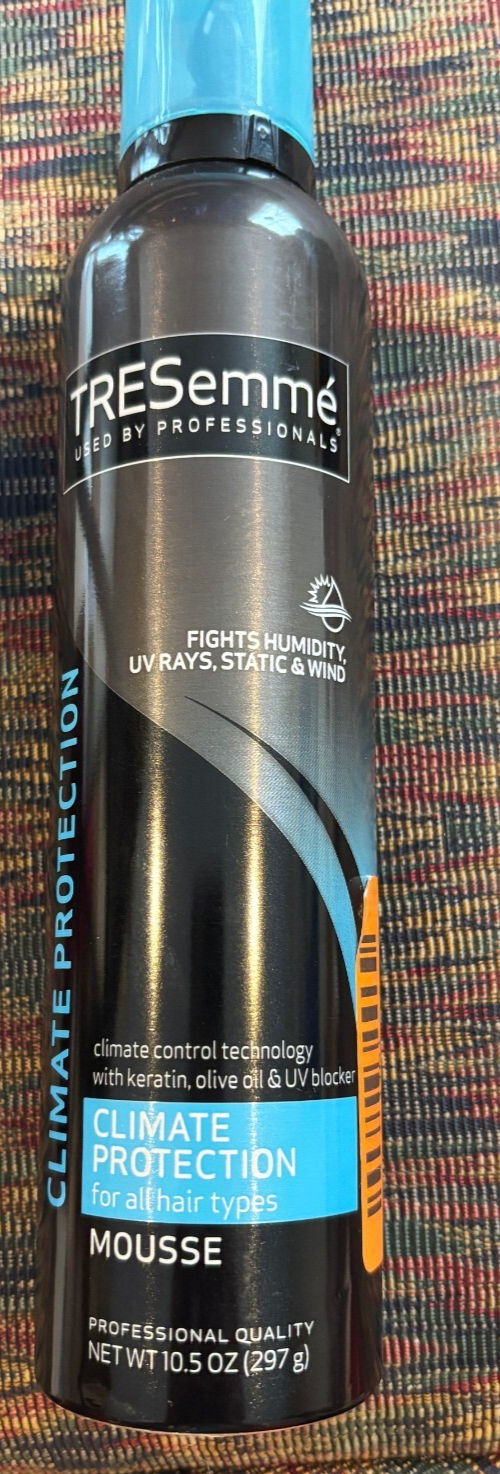 TRESemmé®
USED BY PROFESSIONALS
FIGHTS HUMIDITY,
UV RAYS, STATIC & WIND
CLIMATE PROTECTION
climate control technology
with keratin, olive oil & UV blocker
CLIMATE
PROTECTION
for all hair types
MOUSSE
PROFESSIONAL QUALITY
NET WT 10.5 OZ (297 g)